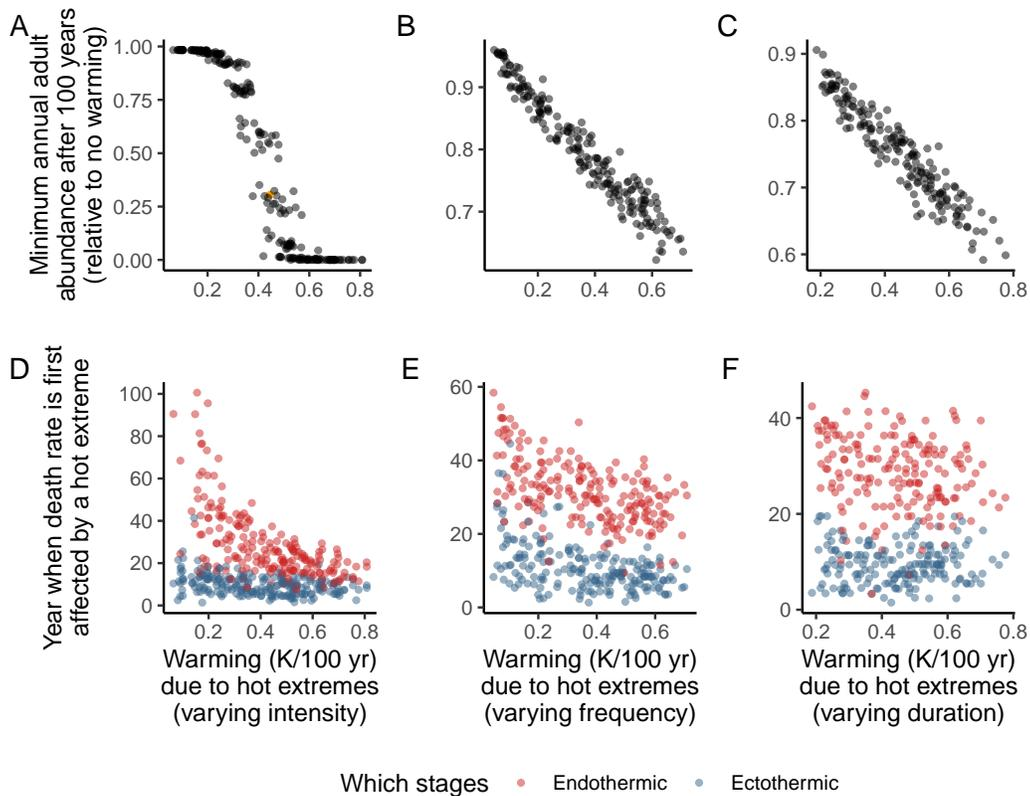 A
B
C
Minimum annual adult
abundance after 100 years
(relative to no warming)
1.00
0.75
0.50
0.25
0.00
0.2 0.4 0.6 0.8
0.9
0.8
0.7
0.2 0.4 0.6
0.9
0.8
0.7
0.6
0.2 0.4 0.6 0.8
D
E
F
Year when death rate is first
affected by a hot extreme
100
80
60
40
20
0
0.2 0.4 0.6 0.8
Warming (K/100 yr)
due to hot extremes
(varying intensity)
60
40
20
0
0.2 0.4 0.6
Warming (K/100 yr)
due to hot extremes
(varying frequency)
40
20
0
0.2 0.4 0.6 0.8
Warming (K/100 yr)
due to hot extremes
(varying duration)
Which stages Endothermic Ectothermic